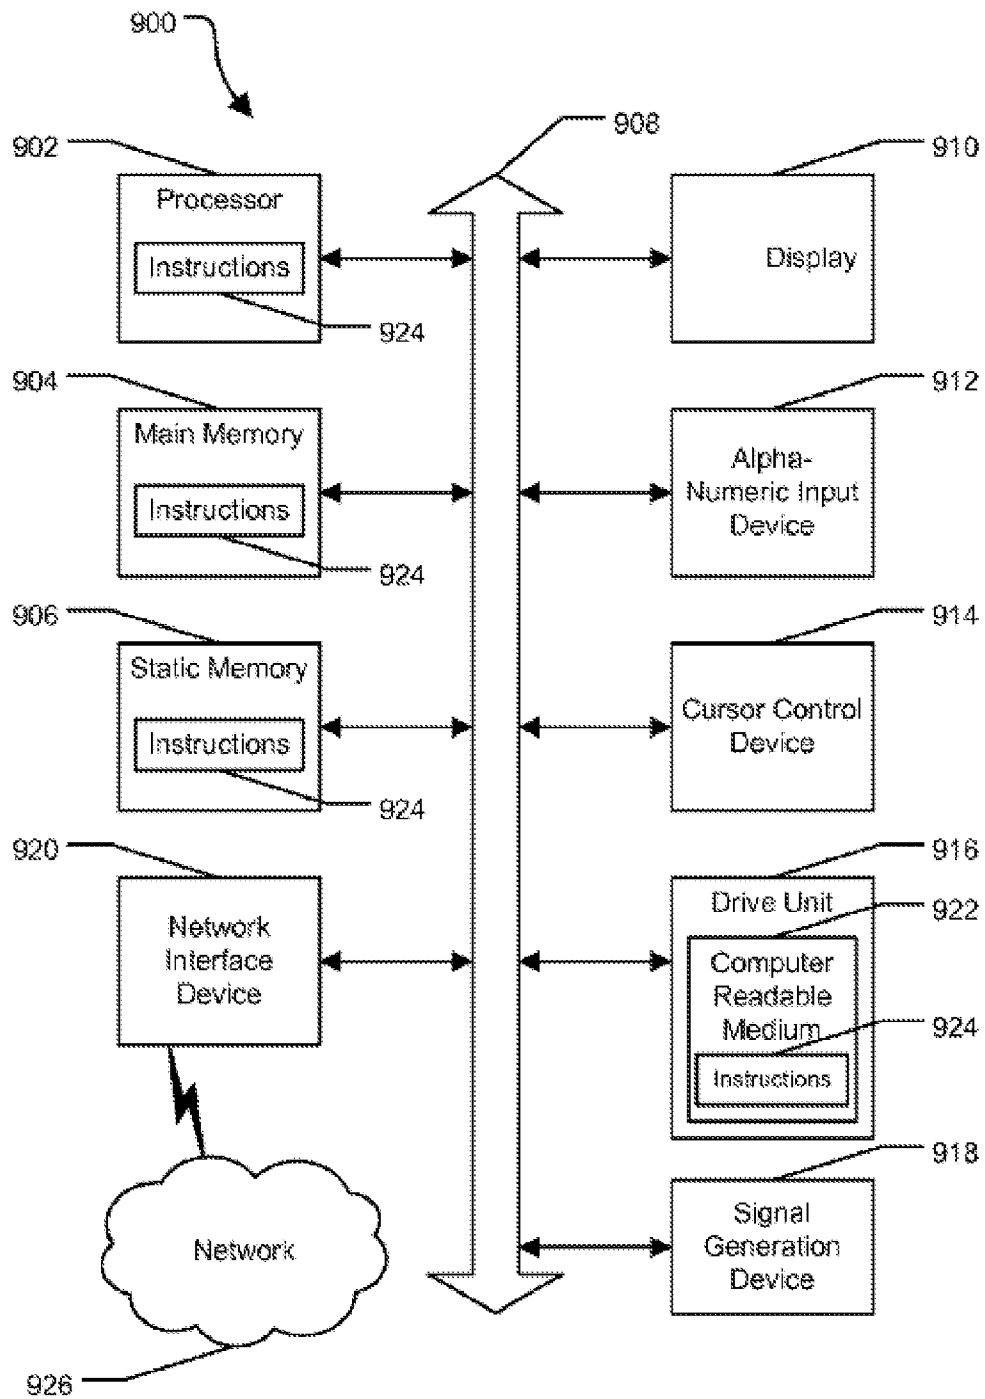 900
908
902
Processor
Instructions
924
910
Display
904
Main Memory
Instructions
924
912
Alpha-
Numeric Input
Device
906
Static Memory
Instructions
924
914
Cursor Control
Device
920
Network
Interface
Device
916
Drive Unit
922
Computer
Readable
Medium
924
Instructions
918
Signal
Generation
Device
Network
926